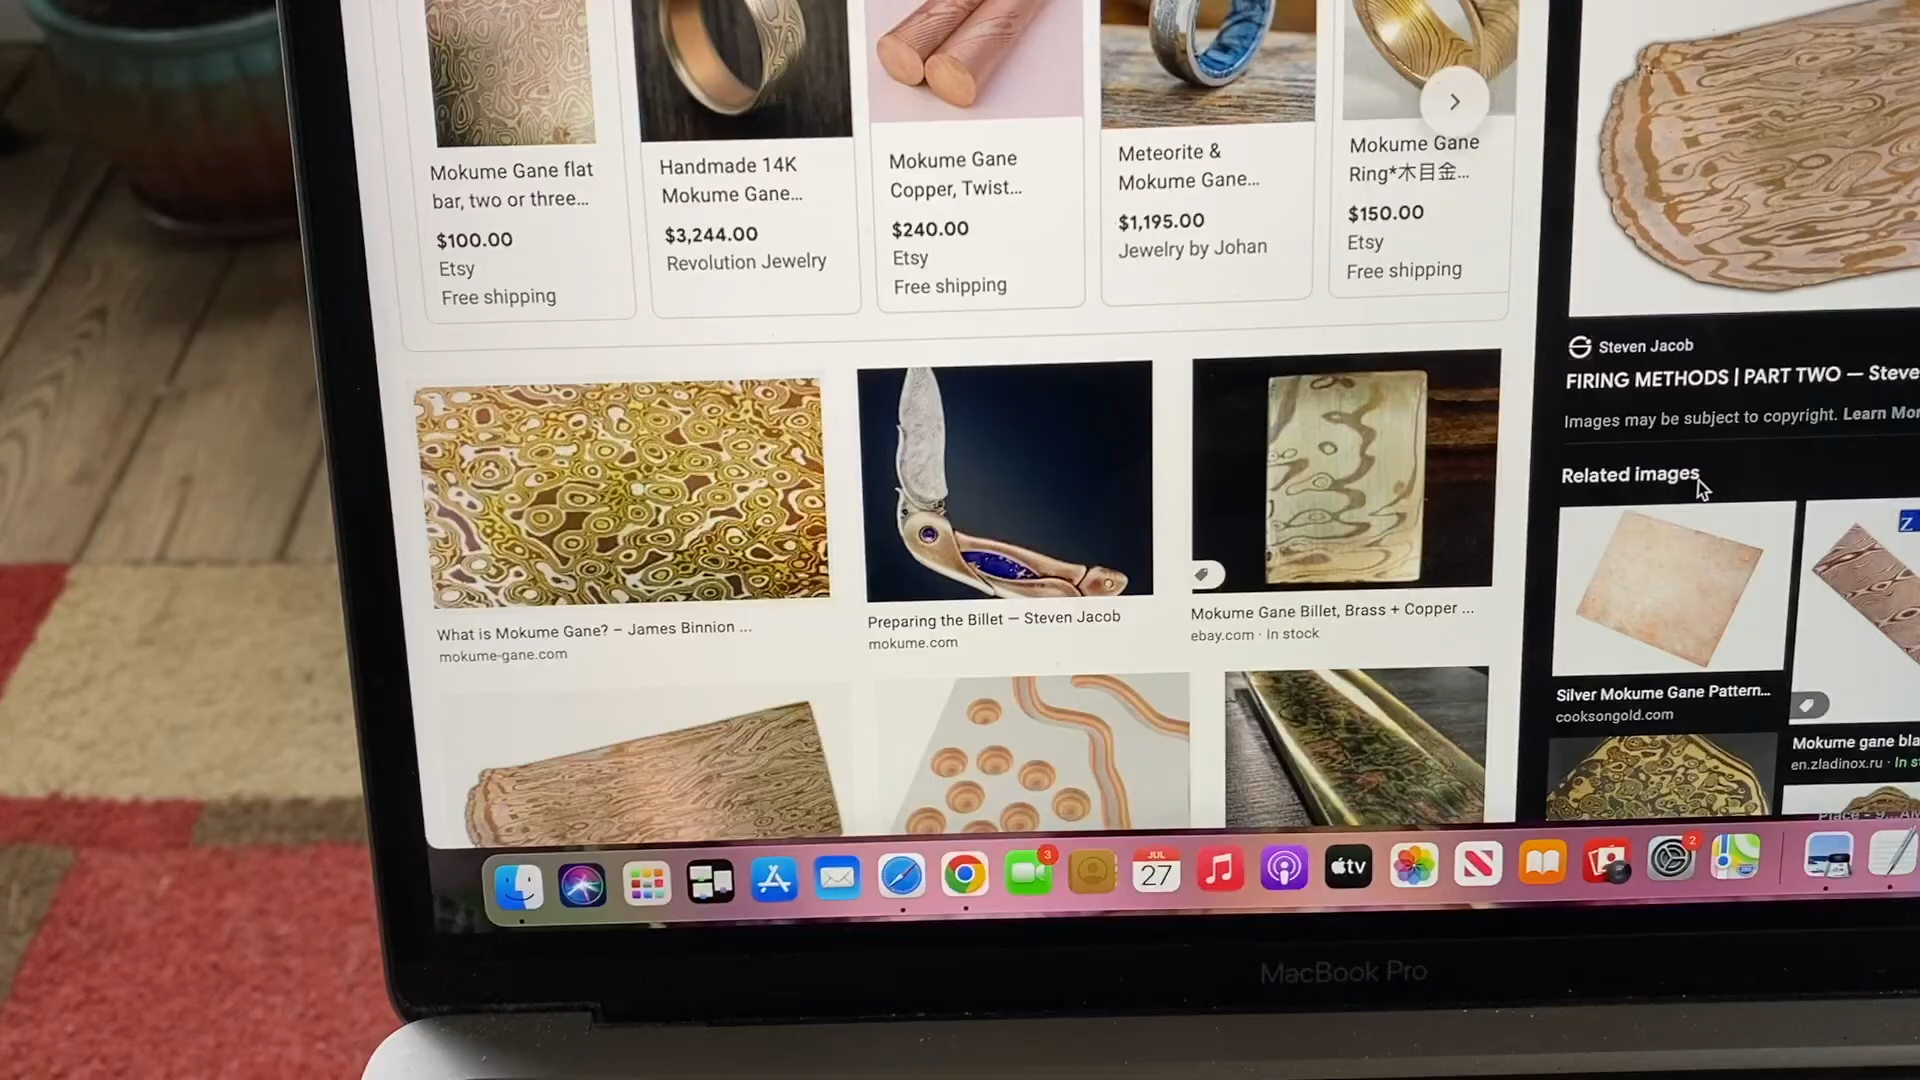 Mokume Gane flat
bar, two or three...
$100.00
Etsy
Free shipping
Handmade 14K
Mokume Gane...
$3,244.00
Revolution Jewelry
Mokume Gane
Copper, Twist...
$240.00
Etsy
Free shipping
Meteorite &
Mokume Gane...
$1,195.00
Jewelry by Johan
Mokume Gane
Ring*木目金...
$150.00
Etsy
Free shipping
What is Mokume Gane? – James Binnion ...
mokume-gane.com
Preparing the Billet — Steven Jacob
mokume.com
Mokume Gane Billet, Brass + Copper ...
ebay.com · In stock
Steven Jacob
FIRING METHODS | PART TWO — Steve
Images may be subject to copyright. Learn Mor
Related images
Z
Silver Mokume Gane Pattern...
cooksongold.com
Mokume gane bla
en.zladinox.ru · In s
3
JUL
27
tv
2
MacBook Pro